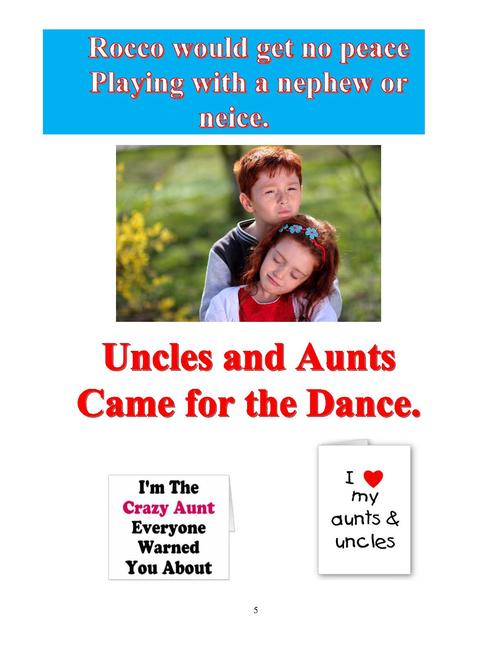 Rocco would get no peace
Playing with a nephew or
neice.
Uncles and Aunts
Came for the Dance.
I'm The
Crazy Aunt
Everyone
Warned
You About
I ❤ my
aunts &
uncles
5